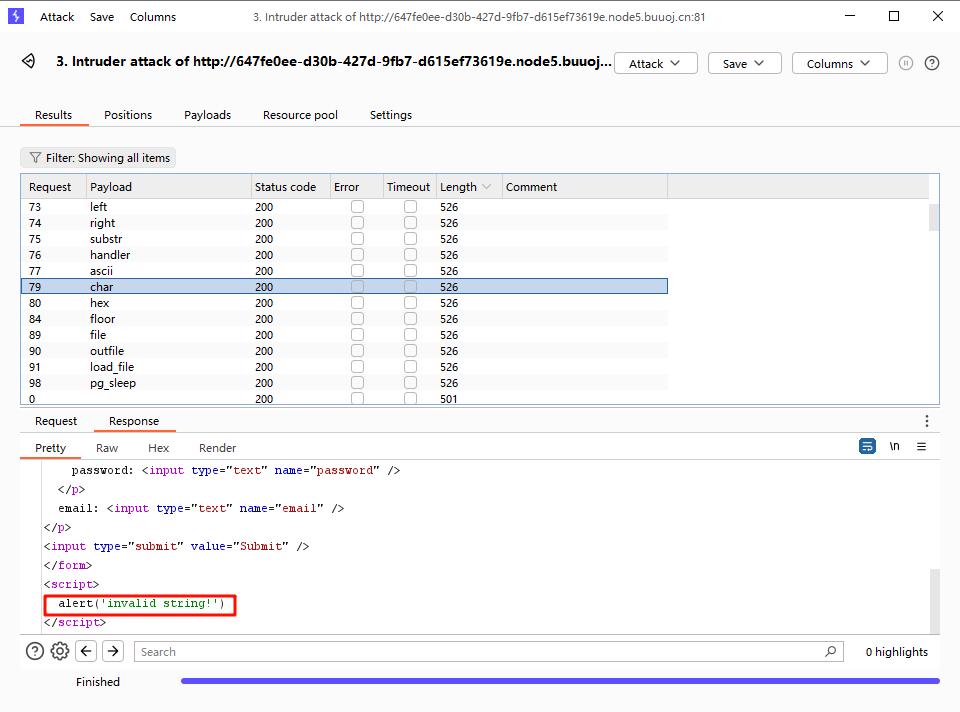 Attack Save Columns 3. Intruder attack of http://647fe0ee-d30b-427d-9fb7-d615ef73619e.node5.buuoj.cn:81
3. Intruder attack of http://647fe0ee-d30b-427d-9fb7-d615ef73619e.node5.buuoj... Attack Save Columns
Results Positions Payloads Resource pool Settings
Filter: Showing all items
Request Payload Status code Error Timeout Length Comment
73 left 200 526
74 right 200 526
75 substr 200 526
76 handler 200 526
77 ascii 200 526
79 char 200 526
80 hex 200 526
84 floor 200 526
89 file 200 526
90 outfile 200 526
91 load_file 200 526
98 pg_sleep 200 526
0 200 501
Request Response
Pretty Raw Hex Render \n
password: <input type="text" name="password" />
</p>
email: <input type="text" name="email" />
</p>
<input type="submit" value="Submit" />
</form>
<script>
alert('invalid string!')
</script>
Search 0 highlights
Finished